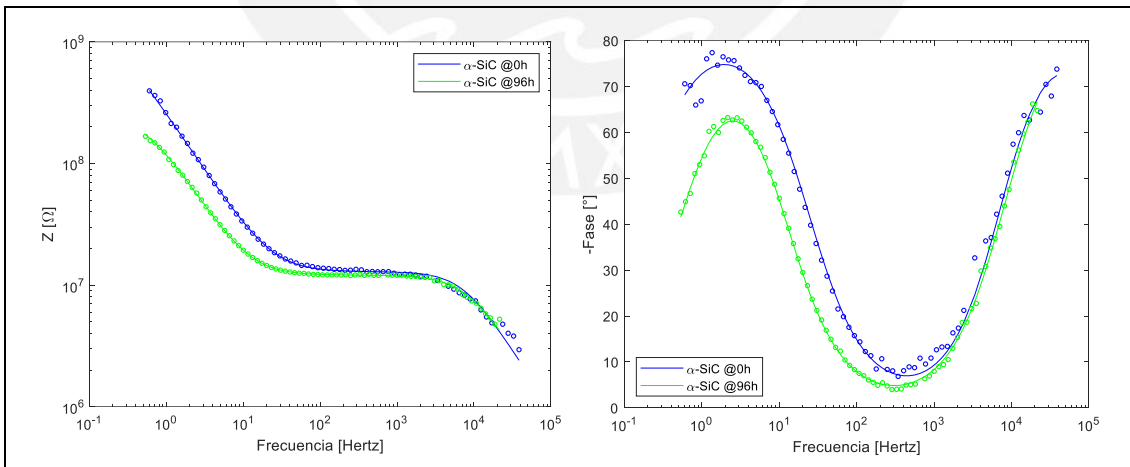 10^9
10^8
10^7
10^6
Z [Ω]
10^-1 10^0 10^1 10^2 10^3 10^4 10^5
Frecuencia [Hertz]
α-SiC @0h
α-SiC @96h
80
70
60
50
40
30
20
10
0
-Fase [°]
10^-1 10^0 10^1 10^2 10^3 10^4 10^5
Frecuencia [Hertz]
α-SiC @0h
α-SiC @96h